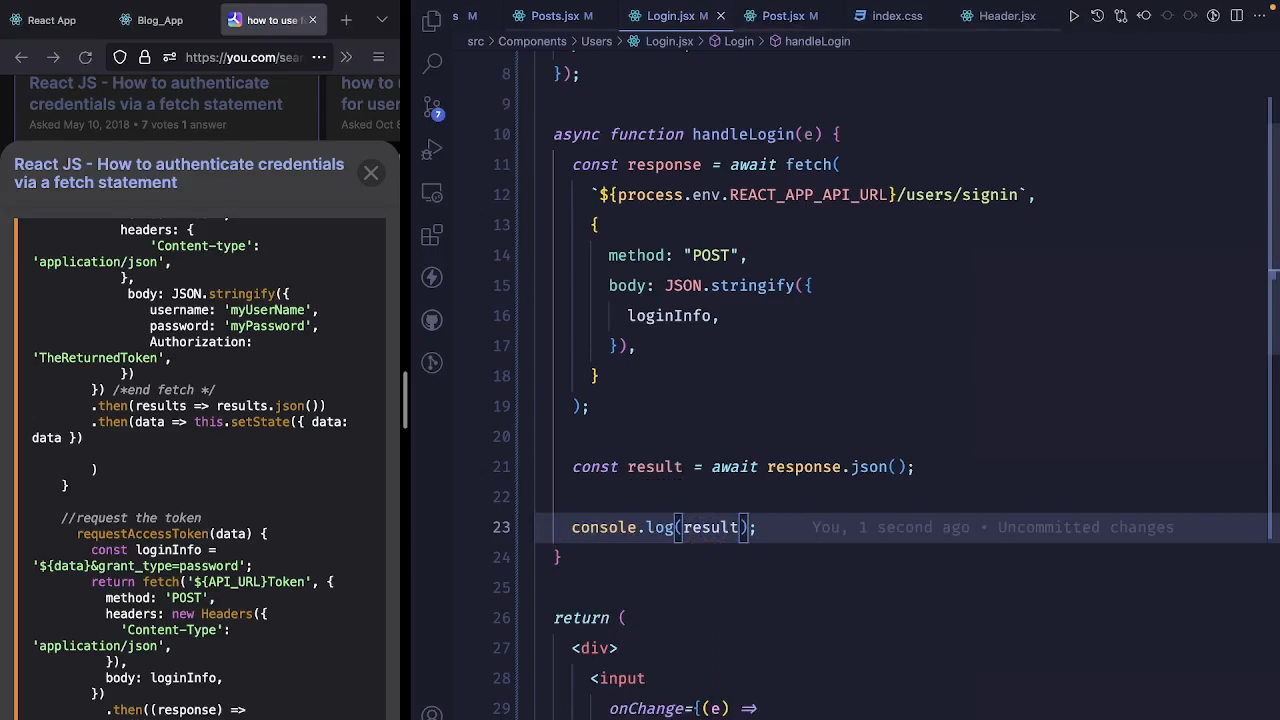 React App
Blog_App
how to use f
https://you.com/sea
React JS - How to authenticate
credentials via a fetch statement
Asked May 10, 2018 • 7 votes 1 answer
how to u
for user
Asked Oct 8
React JS - How to authenticate credentials
via a fetch statement
headers: {
'Content-type':
'application/json',
},
body: JSON.stringify({
username: 'myUserName',
password: 'myPassword',
Authorization:
'TheReturnedToken',
})
}) /*end fetch */
.then(results => results.json())
.then(data => this.setState({ data:
data })
)
}
//request the token
requestAccessToken(data) {
const loginInfo =
'${data}&grant_type=password';
return fetch('${API_URL}Token', {
method: 'POST',
headers: new Headers({
'Content-Type':
'application/json',
}),
body: loginInfo,
})
.then((response) =>
s M
Posts.jsx M
Login.jsx M
Post.jsx M
index.css
Header.jsx
src > Components > Users > Login.jsx > Login > handleLogin
7
8 });
9
10 async function handleLogin(e) {
11 const response = await fetch(
12 `${process.env.REACT_APP_API_URL}/users/signin`,
13 {
14 method: "POST",
15 body: JSON.stringify({
16 loginInfo,
17 }),
18 }
19 );
20
21 const result = await response.json();
22
23 console.log(result); You, 1 second ago • Uncommitted changes
24 }
25
26 return (
27 <div>
28 <input
29 onChange={(e) =>